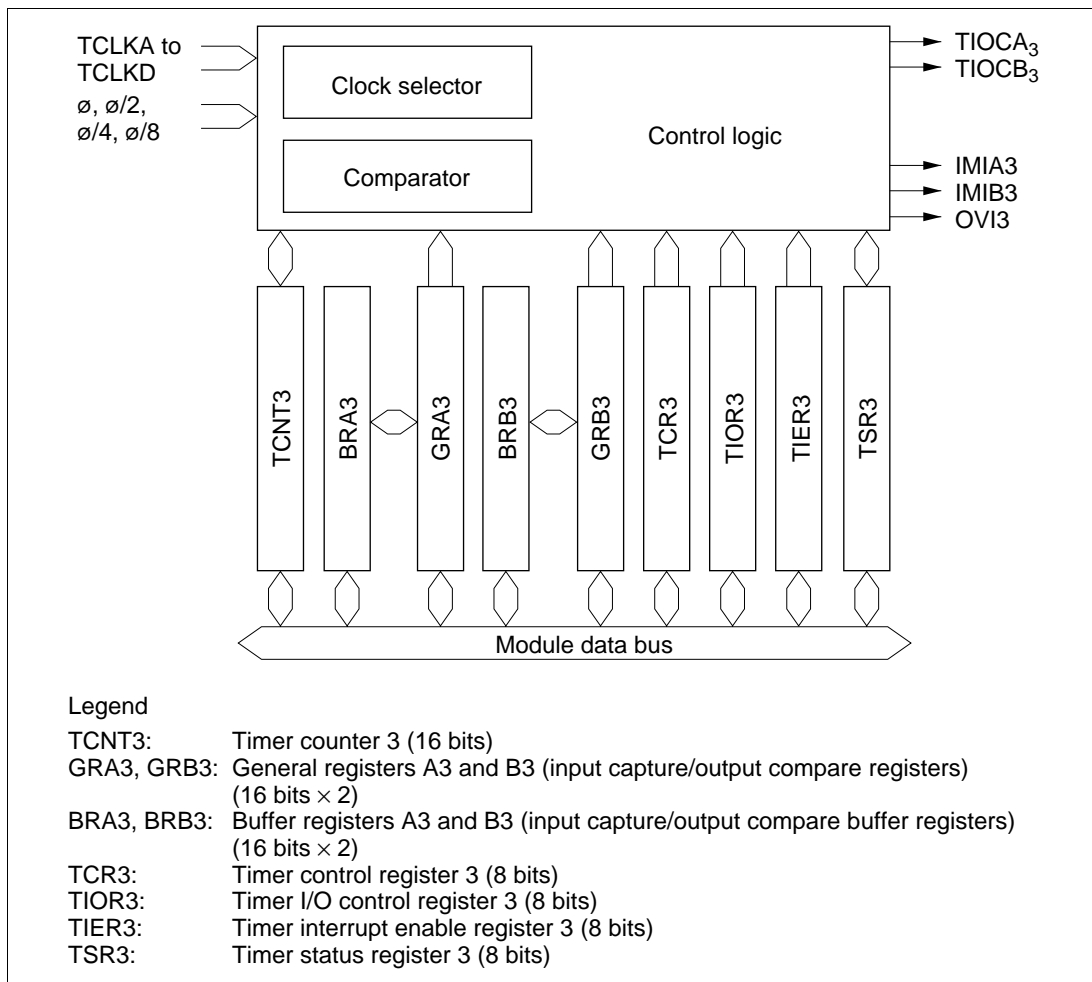 TCLKA to
TCLKD
ø, ø/2,
ø/4, ø/8
Clock selector
Comparator
Control logic
TIOCA₃
TIOCB₃
IMIA3
IMIB3
OVI3
TCNT3
BRA3
GRA3
BRB3
GRB3
TCR3
TIOR3
TIER3
TSR3
Module data bus
Legend
TCNT3: Timer counter 3 (16 bits)
GRA3, GRB3: General registers A3 and B3 (input capture/output compare registers)
(16 bits × 2)
BRA3, BRB3: Buffer registers A3 and B3 (input capture/output compare buffer registers)
(16 bits × 2)
TCR3: Timer control register 3 (8 bits)
TIOR3: Timer I/O control register 3 (8 bits)
TIER3: Timer interrupt enable register 3 (8 bits)
TSR3: Timer status register 3 (8 bits)